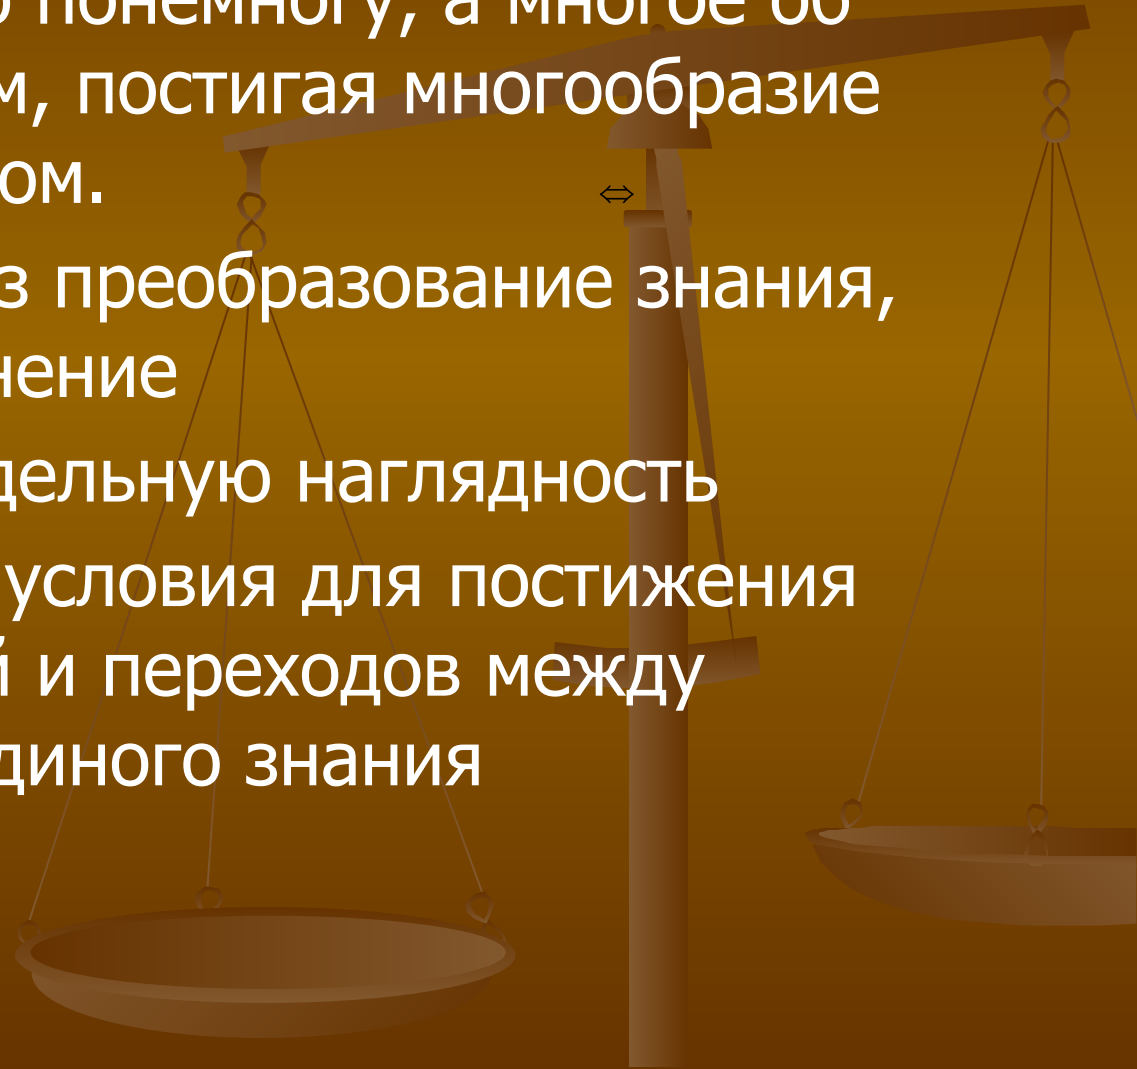 понемногу, а многое об
м, постигая многообразие
ом.
⇔
з преобразование знания,
нение
дельную наглядность
условия для постижения
й и переходов между
диного знания